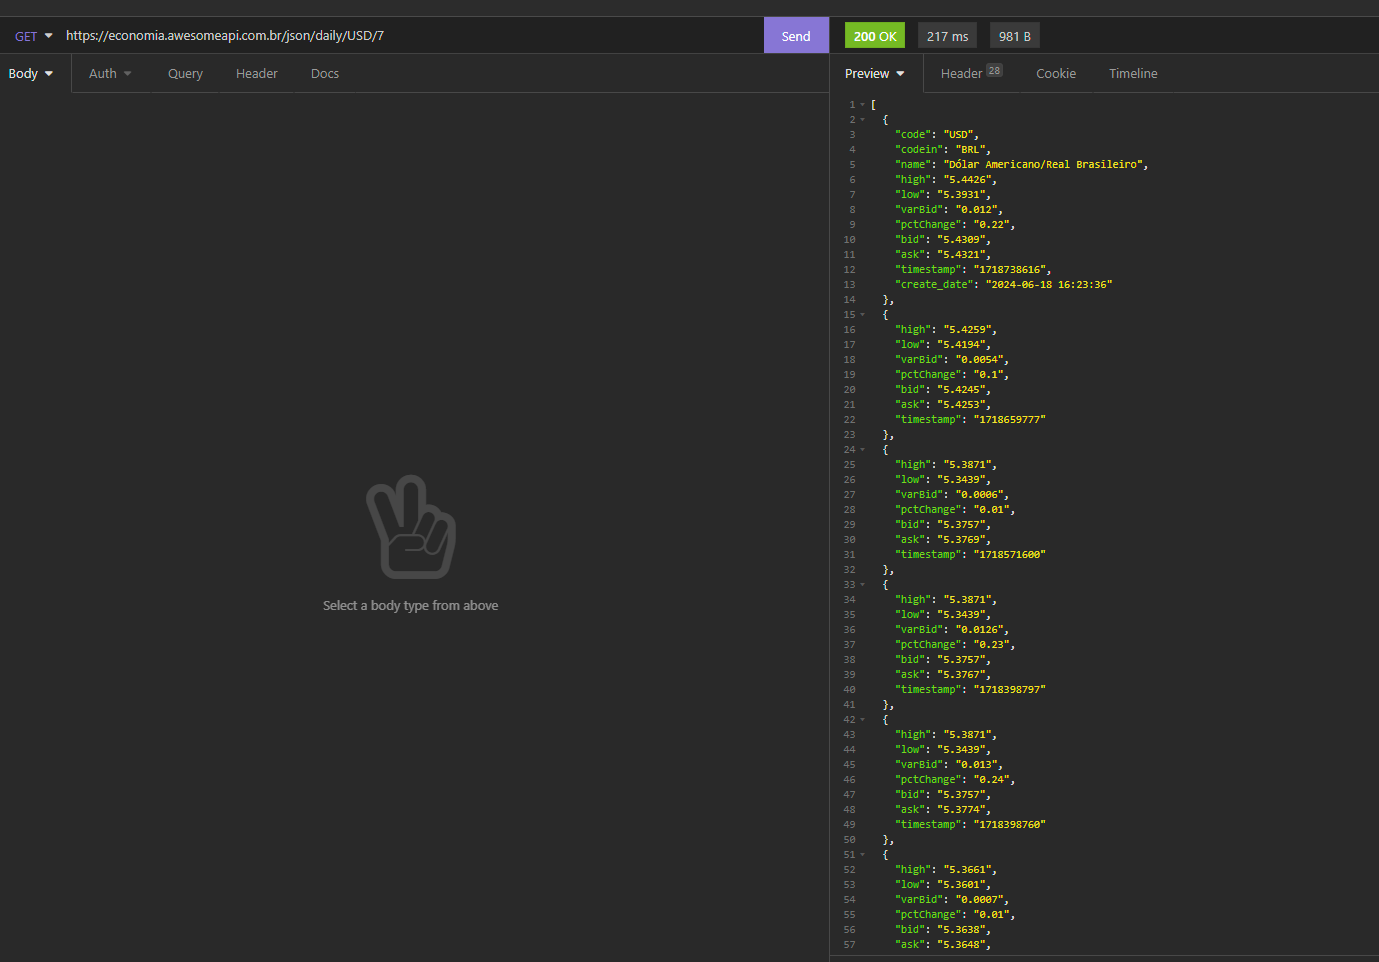 GET https://economia.awesomeapi.com.br/json/daily/USD/7 Send 200 OK 217 ms 981 B
Body Auth Query Header Docs Preview Header 28 Cookie Timeline
Select a body type from above
1 [
2 {
3 "code": "USD",
4 "codein": "BRL",
5 "name": "Dólar Americano/Real Brasileiro",
6 "high": "5.4426",
7 "low": "5.3931",
8 "varBid": "0.012",
9 "pctChange": "0.22",
10 "bid": "5.4309",
11 "ask": "5.4321",
12 "timestamp": "1718738616",
13 "create_date": "2024-06-18 16:23:36"
14 },
15 {
16 "high": "5.4259",
17 "low": "5.4194",
18 "varBid": "0.0054",
19 "pctChange": "0.1",
20 "bid": "5.4245",
21 "ask": "5.4253",
22 "timestamp": "1718659777"
23 },
24 {
25 "high": "5.3871",
26 "low": "5.3439",
27 "varBid": "0.0006",
28 "pctChange": "0.01",
29 "bid": "5.3757",
30 "ask": "5.3769",
31 "timestamp": "1718571600"
32 },
33 {
34 "high": "5.3871",
35 "low": "5.3439",
36 "varBid": "0.0126",
37 "pctChange": "0.23",
38 "bid": "5.3757",
39 "ask": "5.3767",
40 "timestamp": "1718398797"
41 },
42 {
43 "high": "5.3871",
44 "low": "5.3439",
45 "varBid": "0.013",
46 "pctChange": "0.24",
47 "bid": "5.3757",
48 "ask": "5.3774",
49 "timestamp": "1718398760"
50 },
51 {
52 "high": "5.3661",
53 "low": "5.3601",
54 "varBid": "0.0007",
55 "pctChange": "0.01",
56 "bid": "5.3638",
57 "ask": "5.3648",